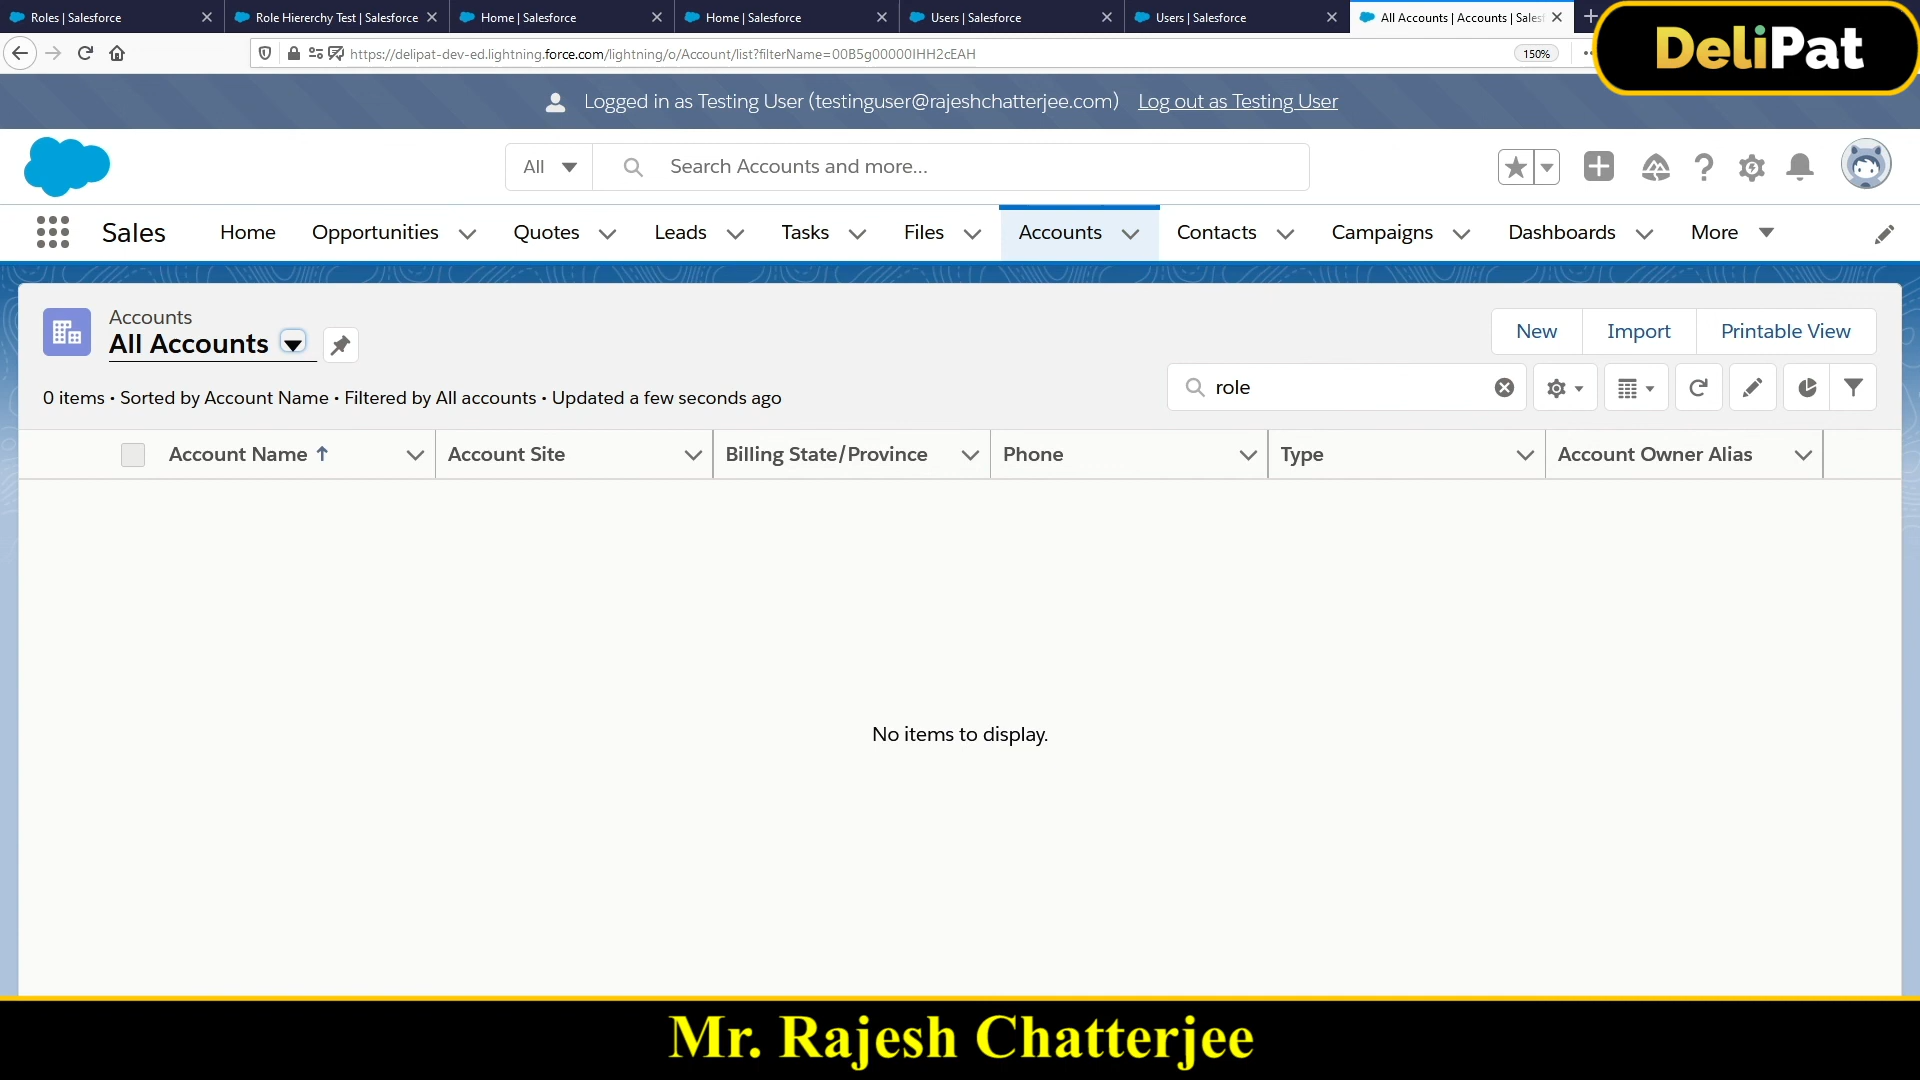 Roles | Salesforce
Role Hiererchy Test | Salesforce
Home | Salesforce
Home | Salesforce
Users | Salesforce
Users | Salesforce
All Accounts | Accounts | Sales
DeliPat
https://delipat-dev-ed.lightning.force.com/lightning/o/Account/list?filterName=00B5g00000IHH2cEAH
150%
Logged in as Testing User (testinguser@rajeshchatterjee.com) Log out as Testing User
All
Search Accounts and more...
Sales
Home
Opportunities
Quotes
Leads
Tasks
Files
Accounts
Contacts
Campaigns
Dashboards
More
Accounts
All Accounts
New
Import
Printable View
0 items • Sorted by Account Name • Filtered by All accounts • Updated a few seconds ago
role
Account Name
Account Site
Billing State/Province
Phone
Type
Account Owner Alias
No items to display.
Mr. Rajesh Chatterjee